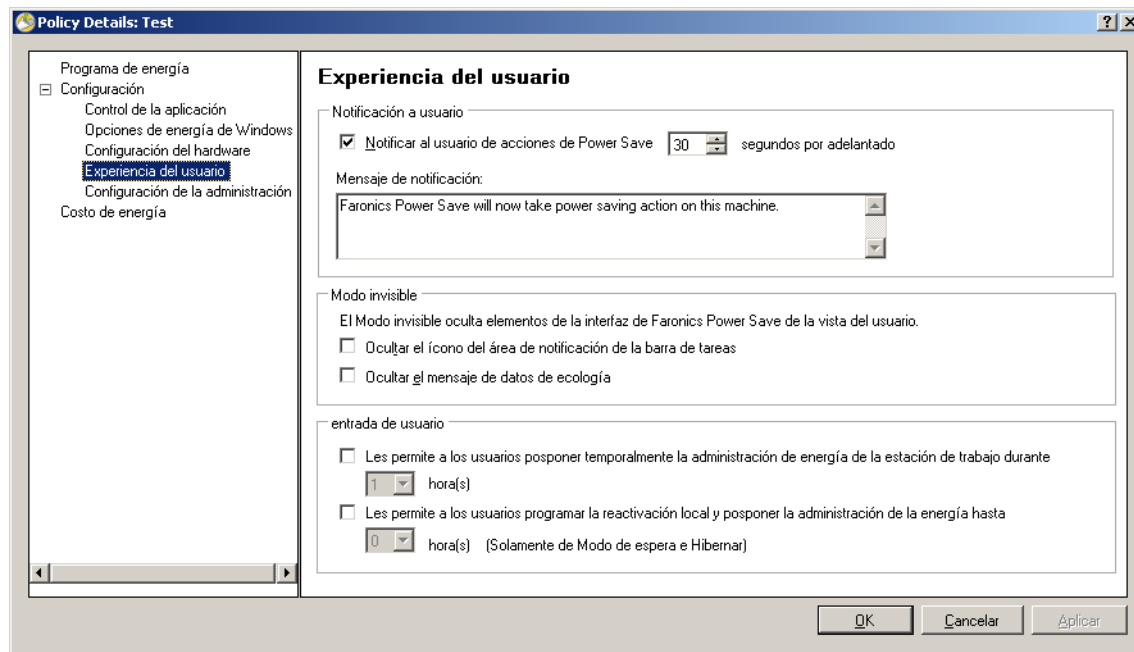 Policy Details: Test
Programa de energía
Configuración
Control de la aplicación
Opciones de energía de Windows
Configuración del hardware
Experiencia del usuario
Configuración de la administración
Costo de energía
Experiencia del usuario
Notificación a usuario
Notificar al usuario de acciones de Power Save 30 segundos por adelantado
Mensaje de notificación:
Faronics Power Save will now take power saving action on this machine.
Modo invisible
El Modo invisible oculta elementos de la interfaz de Faronics Power Save de la vista del usuario.
Ocultar el ícono del área de notificación de la barra de tareas
Ocultar el mensaje de datos de ecología
entrada de usuario
Les permite a los usuarios posponer temporalmente la administración de energía de la estación de trabajo durante
1 hora(s)
Les permite a los usuarios programar la reactivación local y posponer la administración de la energía hasta
0 hora(s) (Solamente de Modo de espera e Hibernar)
OK Cancelar Aplicar